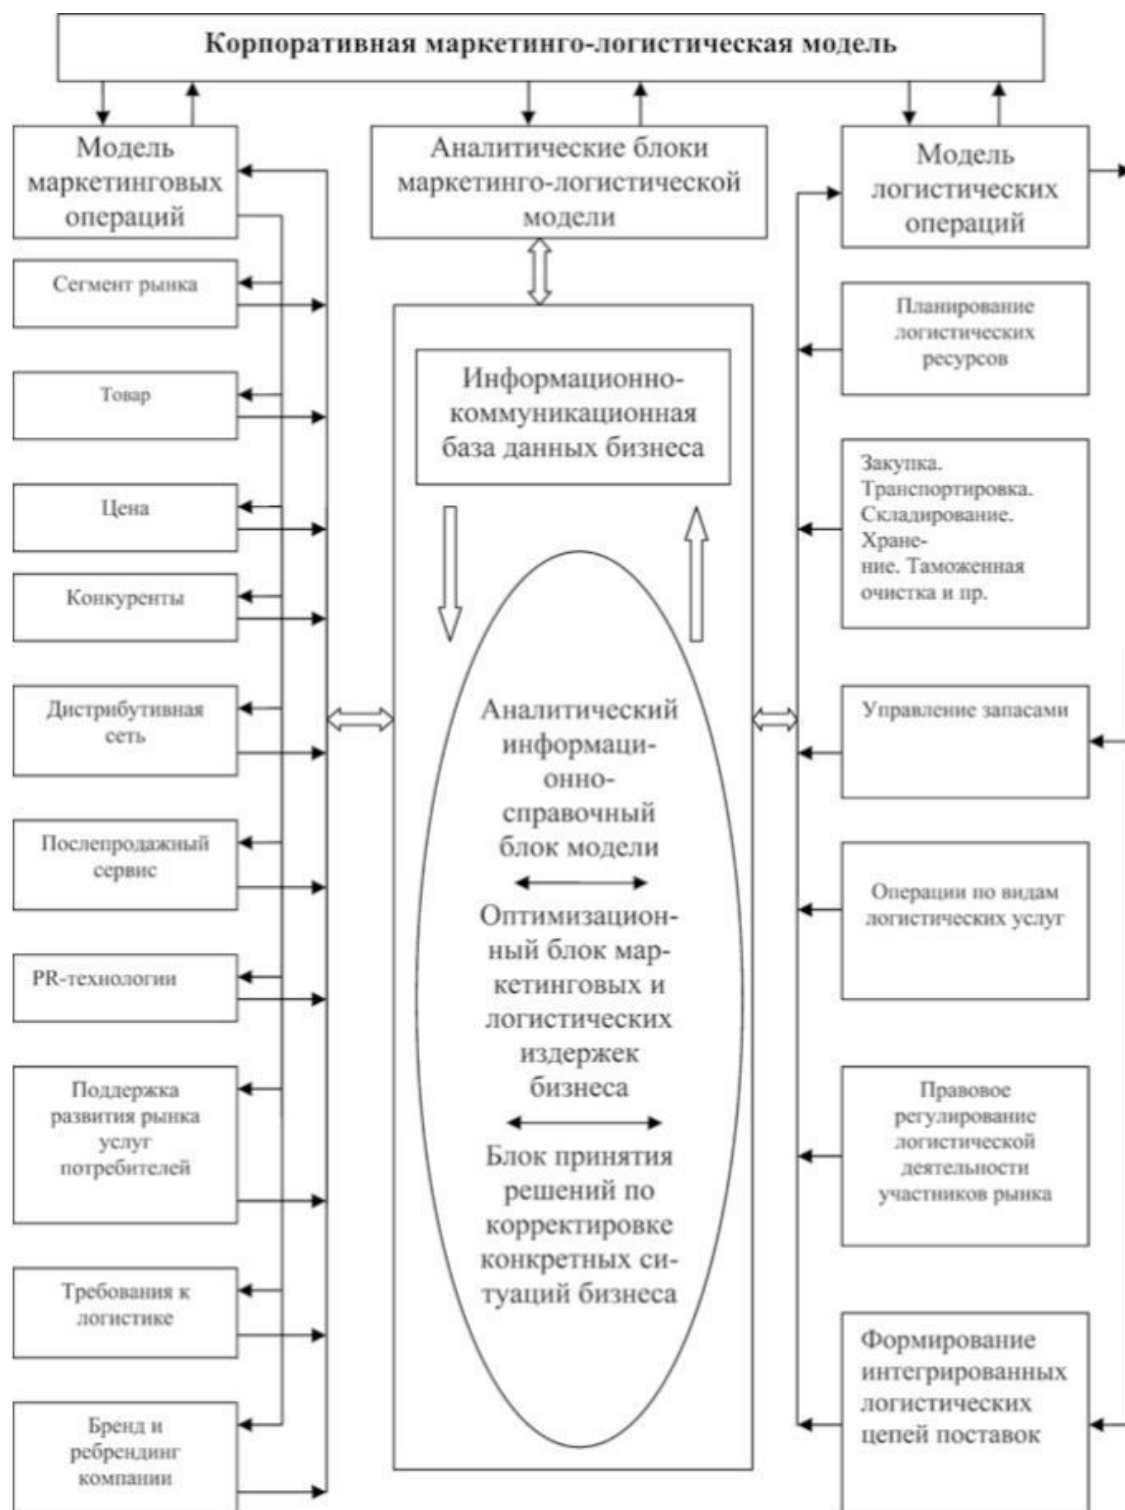 Корпоративная маркетинго-логистическая модель
Модель
маркетинговых
операций
Сегмент рынка
Товар
Цена
Конкуренты
Дистрибутивная
сеть
Послепродажный
сервис
PR-технологии
Поддержка
развития рынка
услуг
потребителей
Требования к
логистике
Бренд и
ребрендинг
компании
Аналитические блоки
маркетинго-логистической
модели
Информационно-
коммуникационная
база данных бизнеса
Аналитический
информаци-
онно-
справочный
блок модели
Оптимизацион-
ный блок мар-
кетинговых и
логистических
издержек
бизнеса
Блок принятия
решений по
корректировке
конкретных си-
туаций бизнеса
Модель
логистических
операций
Планирование
логистических
ресурсов
Закупка.
Транспортировка.
Складирование.
Хране-
ние. Таможенная
очистка и пр.
Управление запасами
Операции по видам
логистических услуг
Правовое
регулирование
логистической
деятельности
участников рынка
Формирование
интегрированных
логистических
цепей поставок